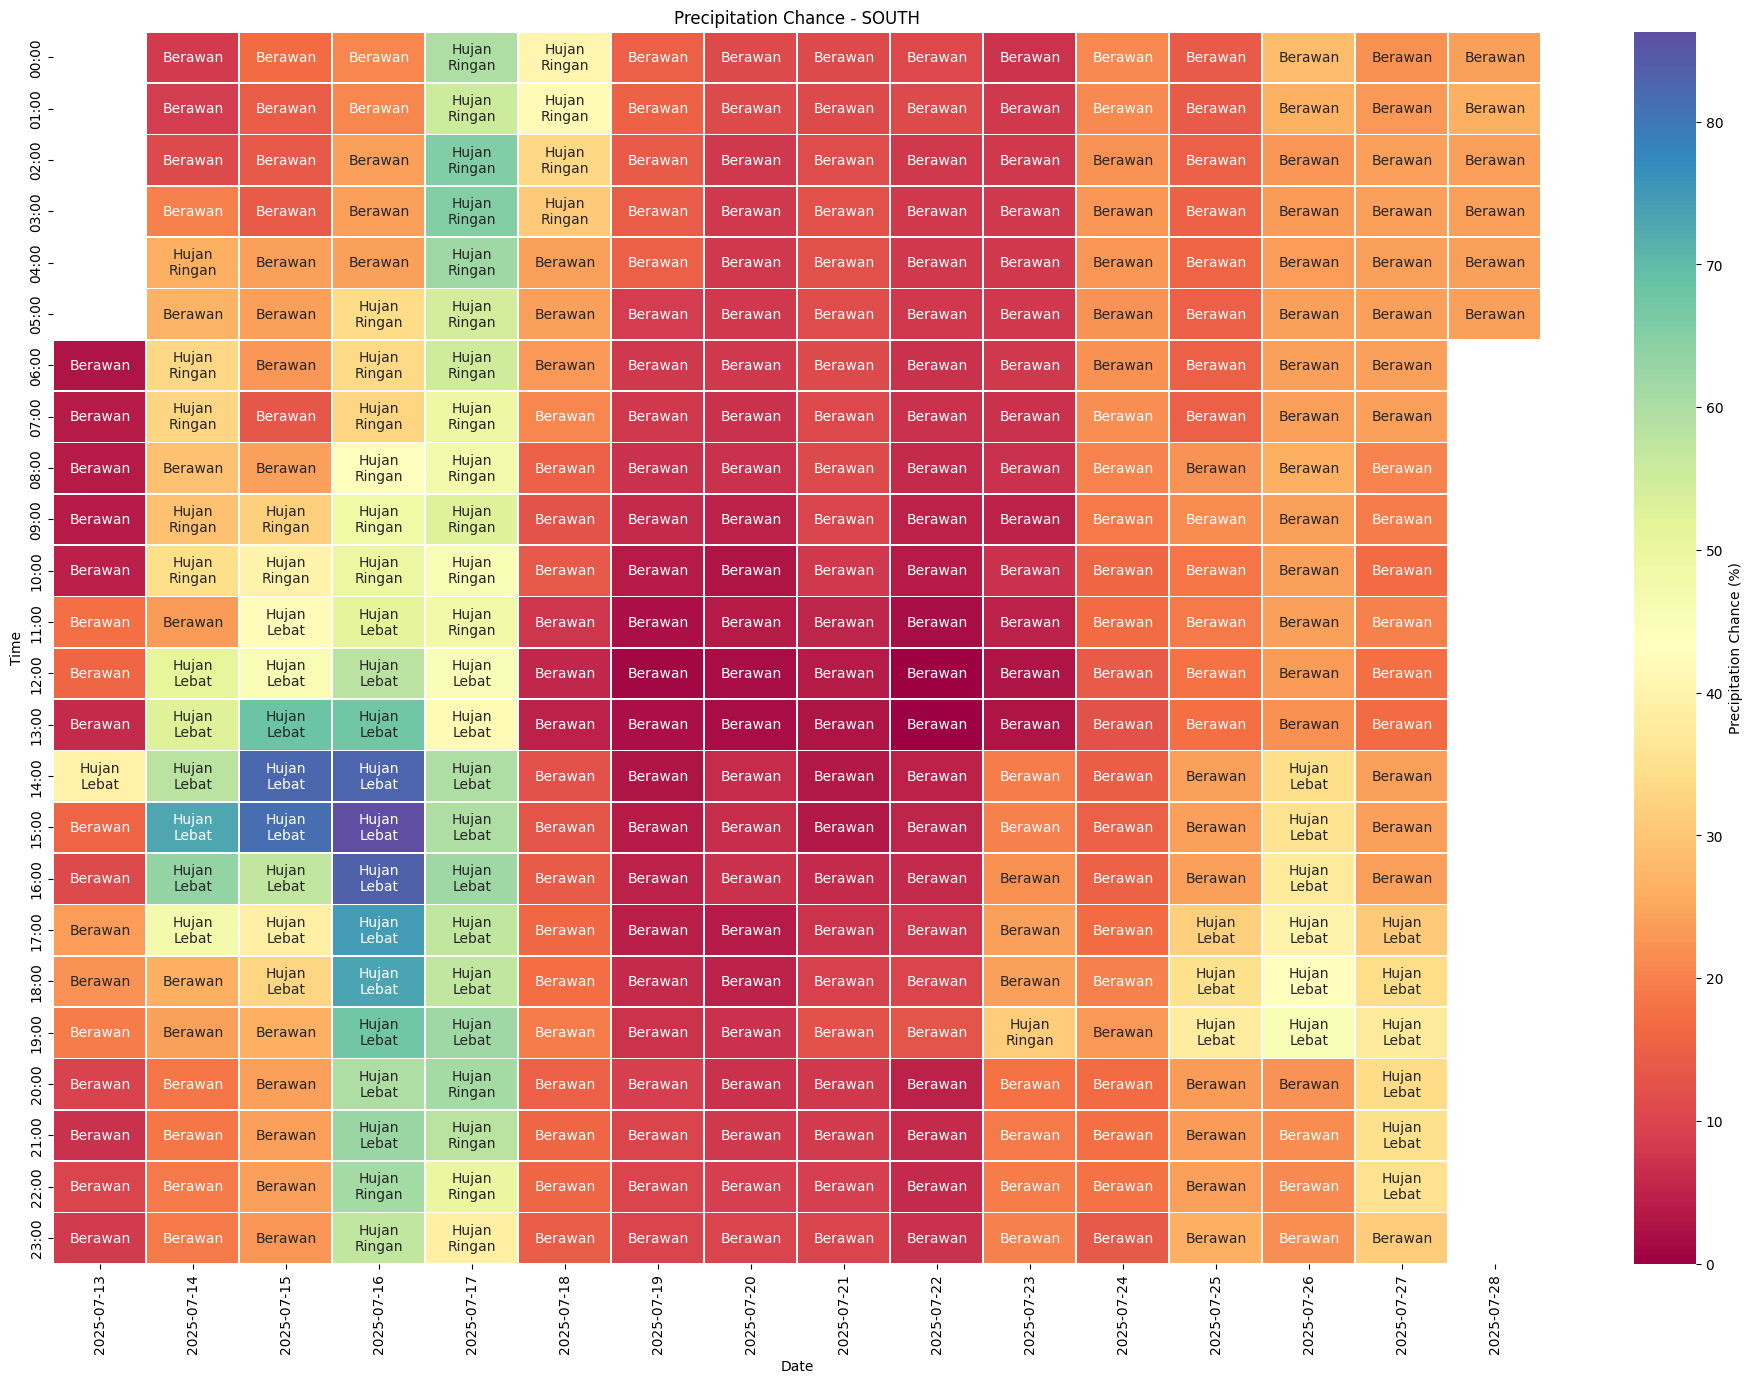 Precipitation Chance - SOUTH
00:00 Berawan Berawan Berawan Hujan Ringan Hujan Ringan Berawan Berawan Berawan Berawan Berawan Berawan Berawan Berawan Berawan Berawan
01:00 Berawan Berawan Berawan Hujan Ringan Hujan Ringan Berawan Berawan Berawan Berawan Berawan Berawan Berawan Berawan Berawan Berawan
02:00 Berawan Berawan Berawan Hujan Ringan Hujan Ringan Berawan Berawan Berawan Berawan Berawan Berawan Berawan Berawan Berawan Berawan
03:00 Berawan Berawan Berawan Hujan Ringan Hujan Ringan Berawan Berawan Berawan Berawan Berawan Berawan Berawan Berawan Berawan Berawan
04:00 Hujan Ringan Berawan Berawan Hujan Ringan Berawan Berawan Berawan Berawan Berawan Berawan Berawan Berawan Berawan Berawan Berawan
05:00 Berawan Berawan Hujan Ringan Hujan Ringan Berawan Berawan Berawan Berawan Berawan Berawan Berawan Berawan Berawan Berawan Berawan
06:00 Berawan Hujan Ringan Berawan Hujan Ringan Hujan Ringan Berawan Berawan Berawan Berawan Berawan Berawan Berawan Berawan Berawan Berawan
07:00 Berawan Hujan Ringan Berawan Hujan Ringan Hujan Ringan Berawan Berawan Berawan Berawan Berawan Berawan Berawan Berawan Berawan Berawan
08:00 Berawan Berawan Berawan Hujan Ringan Hujan Ringan Berawan Berawan Berawan Berawan Berawan Berawan Berawan Berawan Berawan Berawan
09:00 Berawan Hujan Ringan Hujan Ringan Hujan Ringan Hujan Ringan Berawan Berawan Berawan Berawan Berawan Berawan Berawan Berawan Berawan Berawan
10:00 Berawan Hujan Ringan Hujan Ringan Hujan Ringan Hujan Ringan Berawan Berawan Berawan Berawan Berawan Berawan Berawan Berawan Berawan Berawan
11:00 Berawan Berawan Hujan Lebat Hujan Lebat Hujan Ringan Berawan Berawan Berawan Berawan Berawan Berawan Berawan Berawan Berawan Berawan
12:00 Berawan Hujan Lebat Hujan Lebat Hujan Lebat Hujan Lebat Berawan Berawan Berawan Berawan Berawan Berawan Berawan Berawan Berawan Berawan
13:00 Berawan Hujan Lebat Hujan Lebat Hujan Lebat Hujan Lebat Berawan Berawan Berawan Berawan Berawan Berawan Berawan Berawan Berawan Berawan
14:00 Hujan Lebat Hujan Lebat Hujan Lebat Hujan Lebat Hujan Lebat Berawan Berawan Berawan Berawan Berawan Berawan Berawan Berawan Hujan Lebat Berawan
15:00 Berawan Hujan Lebat Hujan Lebat Hujan Lebat Hujan Lebat Berawan Berawan Berawan Berawan Berawan Berawan Berawan Berawan Hujan Lebat Berawan
16:00 Berawan Hujan Lebat Hujan Lebat Hujan Lebat Hujan Lebat Berawan Berawan Berawan Berawan Berawan Berawan Berawan Berawan Hujan Lebat Berawan
17:00 Berawan Hujan Lebat Hujan Lebat Hujan Lebat Hujan Lebat Berawan Berawan Berawan Berawan Berawan Berawan Berawan Hujan Lebat Hujan Lebat Hujan Lebat
18:00 Berawan Berawan Hujan Lebat Hujan Lebat Hujan Lebat Berawan Berawan Berawan Berawan Berawan Berawan Berawan Hujan Lebat Hujan Lebat Hujan Lebat
19:00 Berawan Berawan Berawan Hujan Lebat Hujan Lebat Berawan Berawan Berawan Berawan Berawan Hujan Ringan Berawan Hujan Lebat Hujan Lebat Hujan Lebat
20:00 Berawan Berawan Berawan Hujan Lebat Hujan Ringan Berawan Berawan Berawan Berawan Berawan Berawan Berawan Berawan Berawan Hujan Lebat
21:00 Berawan Berawan Berawan Hujan Lebat Hujan Ringan Berawan Berawan Berawan Berawan Berawan Berawan Berawan Berawan Berawan Hujan Lebat
22:00 Berawan Berawan Berawan Hujan Ringan Hujan Ringan Berawan Berawan Berawan Berawan Berawan Berawan Berawan Berawan Berawan Hujan Lebat
23:00 Berawan Berawan Berawan Hujan Ringan Hujan Ringan Berawan Berawan Berawan Berawan Berawan Berawan Berawan Berawan Berawan Berawan
Time
2025-07-13 2025-07-14 2025-07-15 2025-07-16 2025-07-17 2025-07-18 2025-07-19 2025-07-20 2025-07-21 2025-07-22 2025-07-23 2025-07-24 2025-07-25 2025-07-26 2025-07-27 2025-07-28
Date
80
70
60
50
40
30
20
10
0
Precipitation Chance (%)